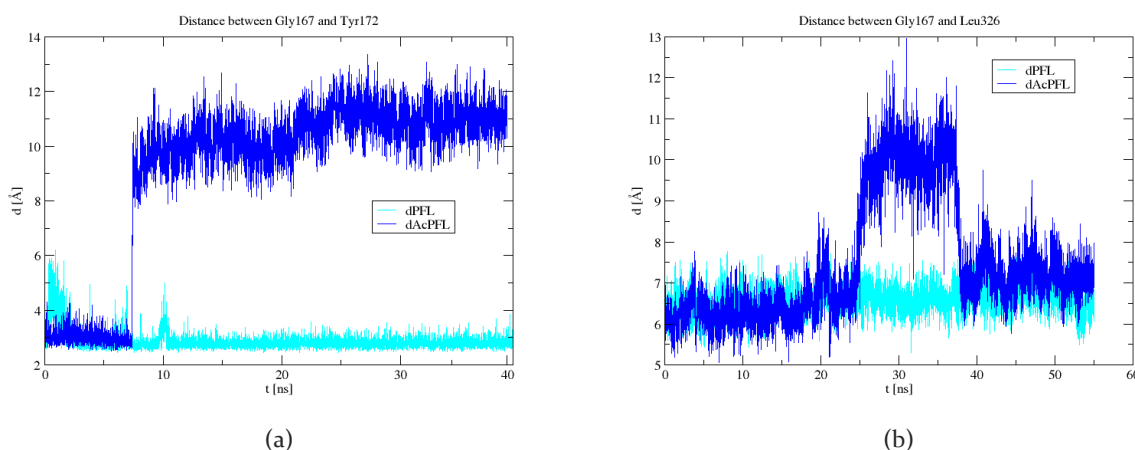 Distance between Gly167 and Tyr172
14
12
10
8
6
4
2
d [Å]
dPFL
dAcPFL
0
10
20
30
40
t [ns]
(a)
Distance between Gly167 and Leu326
13
12
11
10
9
8
7
6
5
d [Å]
dPFL
dAcPFL
0
10
20
30
40
50
60
t [ns]
(b)